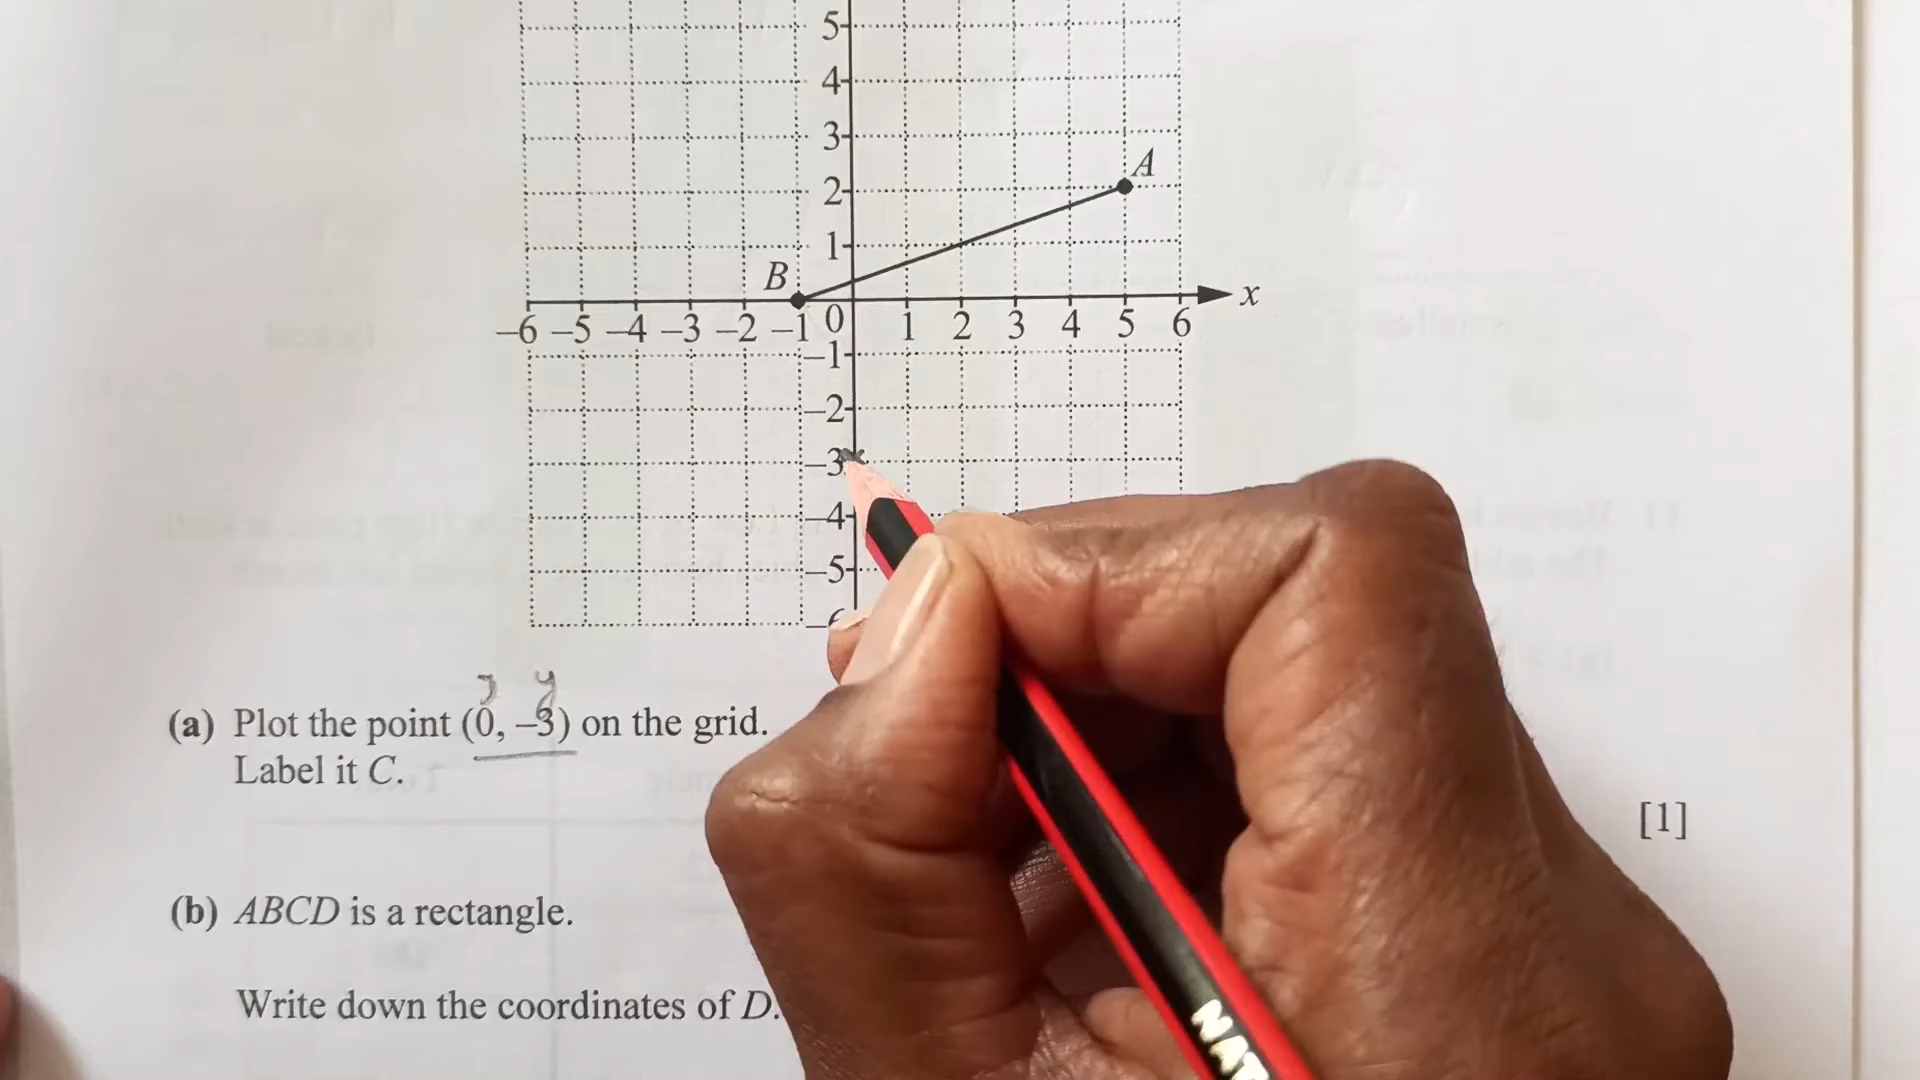 5
4
3
A
2
1
B
x
–6 –5 –4 –3 –2 –1 0 1 2 3 4 5 6
–1
–2
–3
–4
–5
y
(a) Plot the point (0, –3) on the grid.
Label it C.
[1]
(b) ABCD is a rectangle.
Write down the coordinates of D.